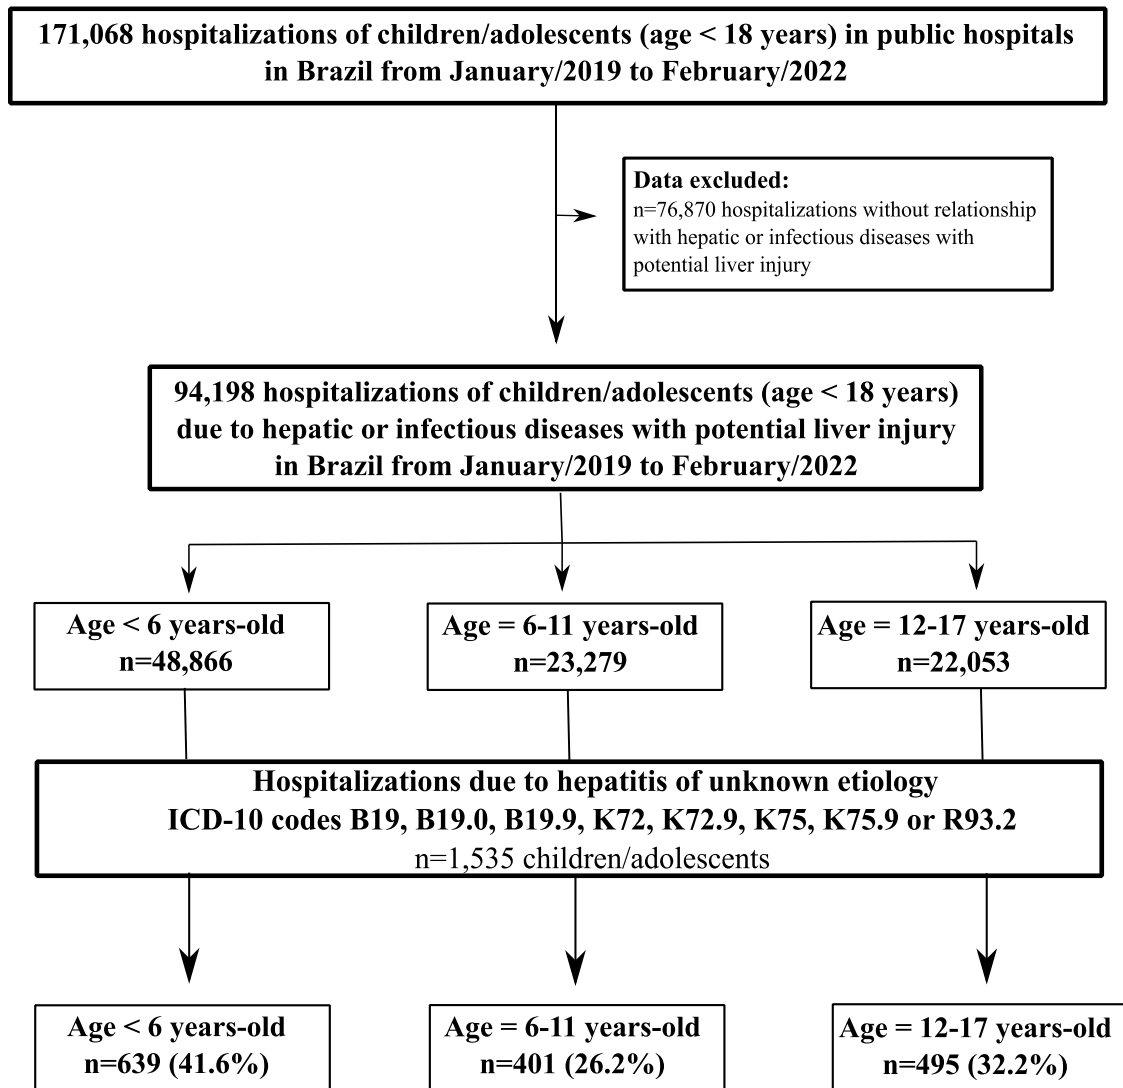 171,068 hospitalizations of children/adolescents (age < 18 years) in public hospitals
in Brazil from January/2019 to February/2022
Data excluded:
n=76,870 hospitalizations without relationship
with hepatic or infectious diseases with
potential liver injury
94,198 hospitalizations of children/adolescents (age < 18 years)
due to hepatic or infectious diseases with potential liver injury
in Brazil from January/2019 to February/2022
Age < 6 years-old
n=48,866
Age = 6-11 years-old
n=23,279
Age = 12-17 years-old
n=22,053
Hospitalizations due to hepatitis of unknown etiology
ICD-10 codes B19, B19.0, B19.9, K72, K72.9, K75, K75.9 or R93.2
n=1,535 children/adolescents
Age < 6 years-old
n=639 (41.6%)
Age = 6-11 years-old
n=401 (26.2%)
Age = 12-17 years-old
n=495 (32.2%)